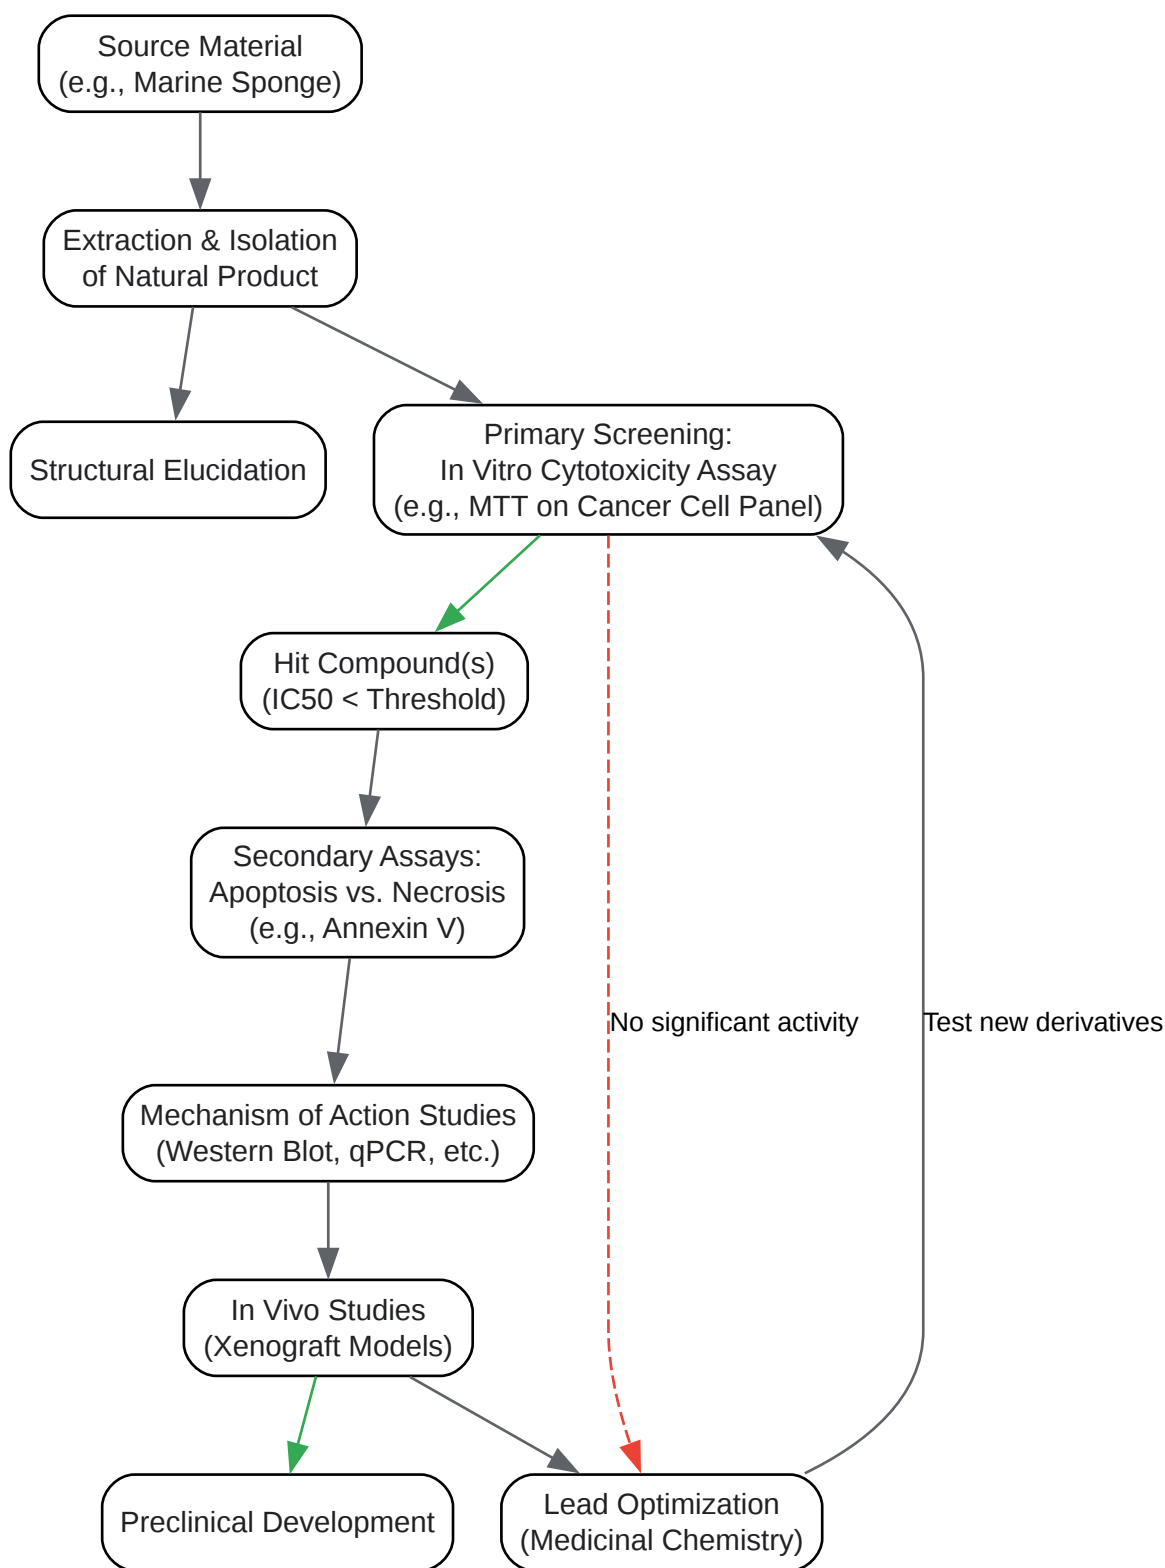 Source Material
(e.g., Marine Sponge)
Extraction & Isolation
of Natural Product
Structural Elucidation
Primary Screening:
In Vitro Cytotoxicity Assay
(e.g., MTT on Cancer Cell Panel)
Hit Compound(s)
(IC50 < Threshold)
Secondary Assays:
Apoptosis vs. Necrosis
(e.g., Annexin V)
No significant activity
Test new derivatives
Mechanism of Action Studies
(Western Blot, qPCR, etc.)
In Vivo Studies
(Xenograft Models)
Preclinical Development
Lead Optimization
(Medicinal Chemistry)